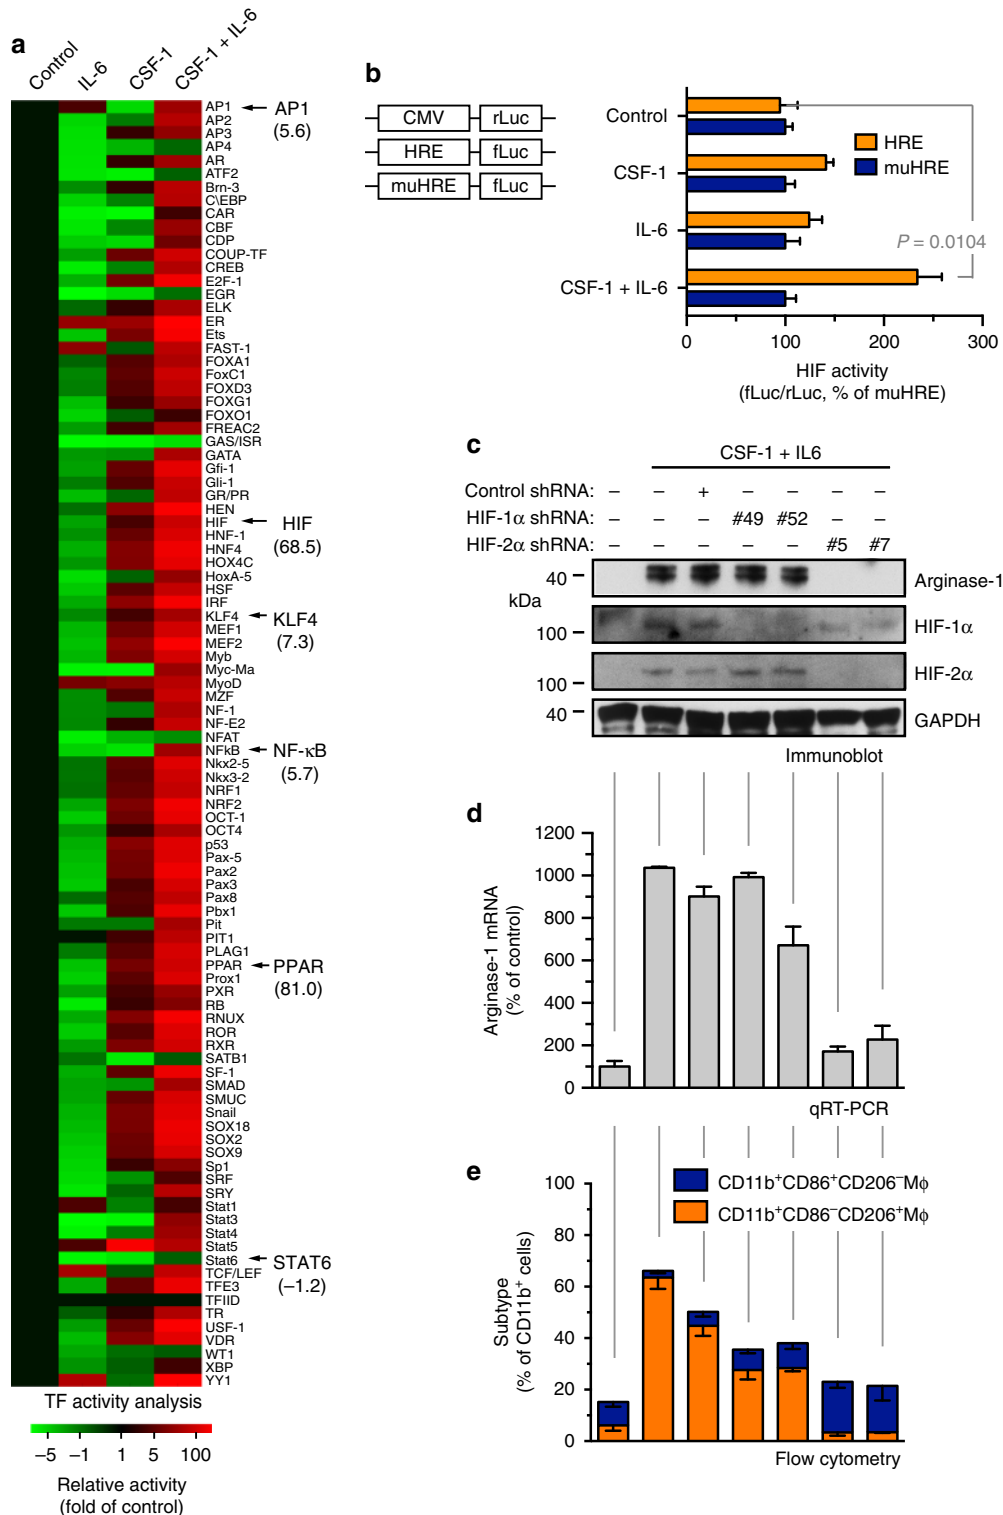 a
Control
IL-6
CSF-1
CSF-1 + IL-6
AP1
AP2
AP3
AP4
AR
ATF2
Brn-3
C\EBP
CAR
CBF
CDP
COUP-TF
CREB
E2F-1
EGR
ELK
ER
Ets
FAST-1
FOXA1
FoxC1
FOXD3
FOXG1
FOXO1
FREAC2
GAS/ISR
GATA
Gfi-1
Gli-1
GR/PR
HEN
HIF
HNF-1
HNF4
HOX4C
HoxA-5
HSF
IRF
KLF4
MEF1
MEF2
Myb
Myc-Ma
MyoD
MZF
NF-1
NF-E2
NFAT
NFkB
Nkx2-5
Nkx3-2
NRF1
NRF2
OCT-1
OCT4
p53
Pax-5
Pax2
Pax3
Pax8
Pbx1
Pit
PIT1
PLAG1
PPAR
Prox1
PXR
RB
RNUX
ROR
RXR
SATB1
SF-1
SMAD
SMUC
Snail
SOX18
SOX2
SOX9
Sp1
SRF
SRY
Stat1
Stat3
Stat4
Stat5
Stat6
TCF/LEF
TFE3
TFIID
TR
USF-1
VDR
WT1
XBP
YY1
AP1
(5.6)
HIF
(68.5)
KLF4
(7.3)
NF-κB
(5.7)
PPAR
(81.0)
STAT6
(–1.2)
TF activity analysis
–5 –1 1 5 100
Relative activity
(fold of control)
b
CMV rLuc
HRE fLuc
muHRE fLuc
Control
CSF-1
IL-6
CSF-1 + IL-6
HRE
muHRE
P = 0.0104
0 100 200 300
HIF activity
(fLuc/rLuc, % of muHRE)
c
CSF-1 + IL6
Control shRNA: – – + – – – –
HIF-1α shRNA: – – – #49 #52 – –
HIF-2α shRNA: – – – – – #5 #7
40 Arginase-1
kDa
100 HIF-1α
100 HIF-2α
40 GAPDH
Immunoblot
d
Arginase-1 mRNA
(% of control)
1200
1000
800
600
400
200
0
qRT-PCR
e
Subtype
(% of CD11b+ cells)
100
80
60
40
20
0
CD11b+CD86+CD206–Mϕ
CD11b+CD86–CD206+Mϕ
Flow cytometry